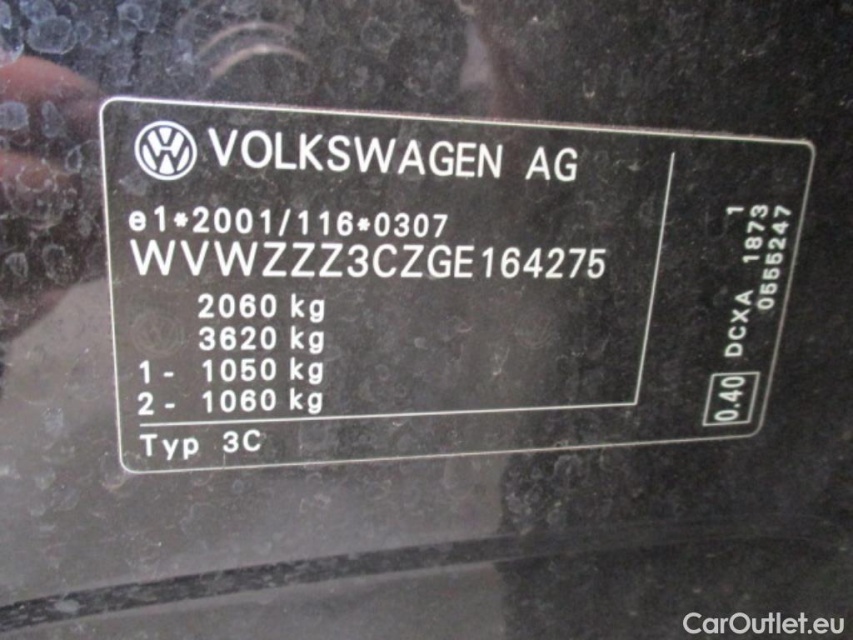 VOLKSWAGEN AG
e1*2001/116*0307
WVWZZZ3CZGE164275
2060 kg
3620 kg
1 - 1050 kg
2 - 1060 kg
Typ 3C
1
DCXA 1873
0555247
0.40
CarOutlet.eu